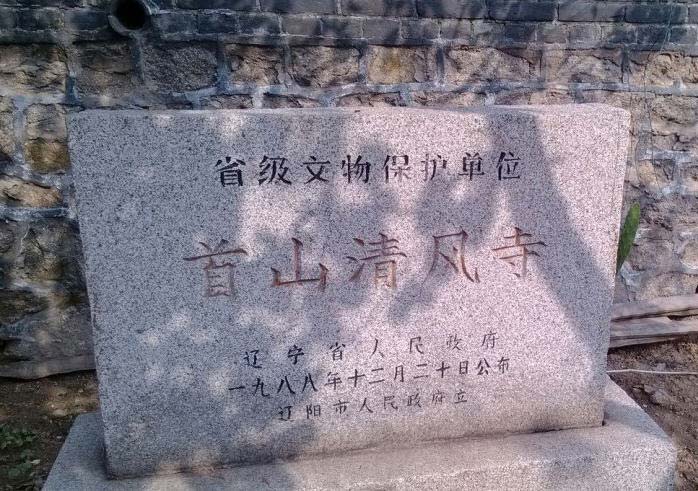 省级文物保护单位
首山清风寺
辽宁省人民政府
一九八八年十二月二十日公布
辽阳市人民政府立